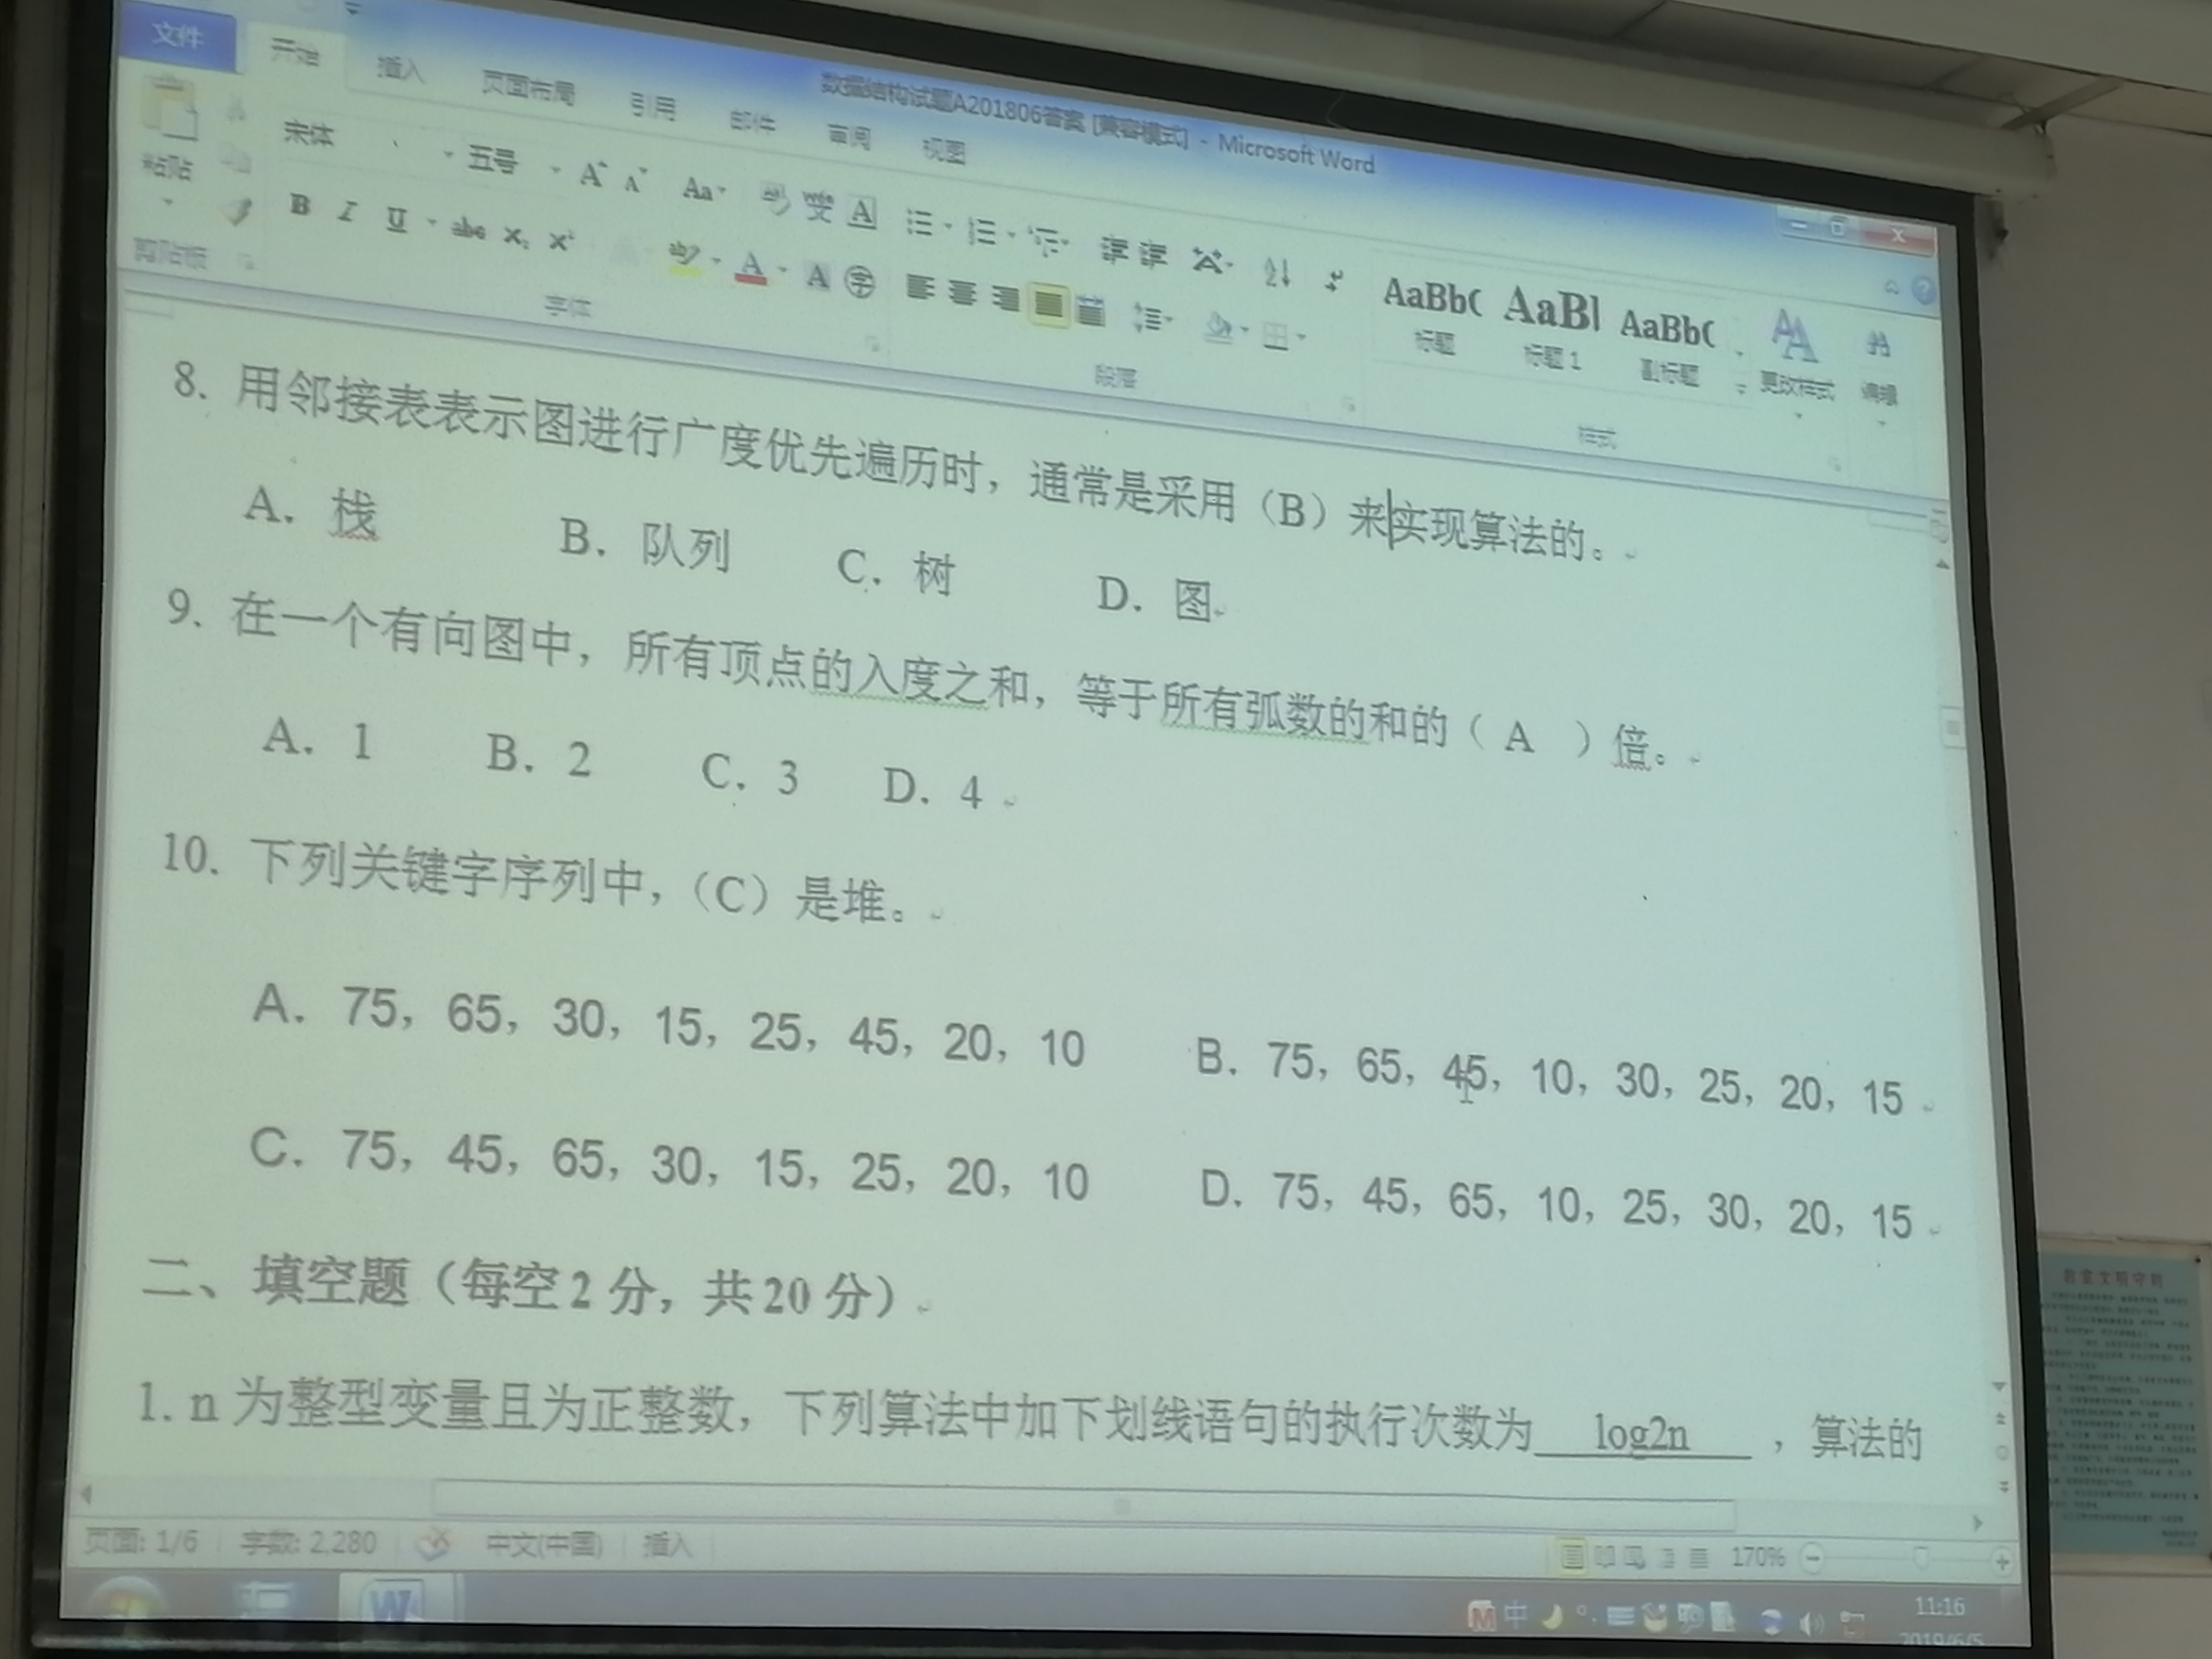 数据结构试题A201806答案 [兼容模式] - Microsoft Word
文件 开始 插入 页面布局 引用 邮件 审阅 视图
粘贴
剪贴板
宋体 五号
字体
段落
AaBbC AaBl AaBbC
标题 标题 1 副标题
更改样式 编辑
样式
8. 用邻接表表示图进行广度优先遍历时，通常是采用（B）来实现算法的。
A. 栈 B. 队列 C. 树 D. 图
9. 在一个有向图中，所有顶点的入度之和，等于所有弧数的和的（ A ）倍。
A. 1 B. 2 C. 3 D. 4
10. 下列关键字序列中，（C）是堆。
A. 75，65，30，15，25，45，20，10 B. 75，65，45，10，30，25，20，15
C. 75，45，65，30，15，25，20，10 D. 75，45，65，10，25，30，20，15
二、填空题（每空2分，共20分）
1. n 为整型变量且为正整数，下列算法中加下划线语句的执行次数为 log2n ，算法的
页面: 1/6 字数: 2,280 中文(中国) 插入 170%
中
11:16
2019/6/5
教室文明守则